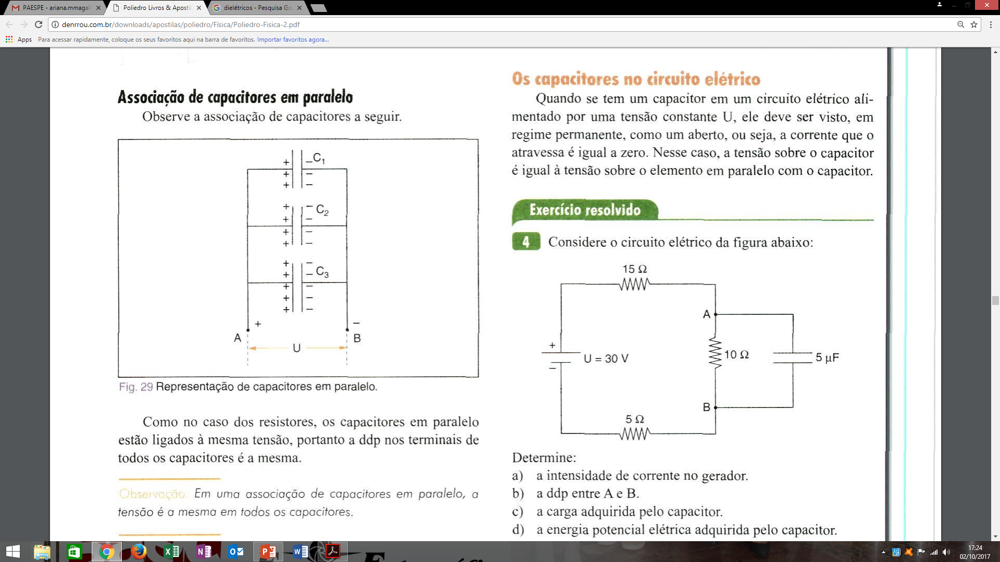 PAESPE - ariana.mmagal
Poliedro Livros & Aposti
dielétricos - Pesquisa Go
denrrou.com.br/downloads/apostilas/poliedro/Física/Poliedro-Fisica-2.pdf
Apps Para acessar rapidamente, coloque os seus favoritos aqui na barra de favoritos. Importar favoritos agora...
Associação de capacitores em paralelo
Observe a associação de capacitores a seguir.
+ − C1
+ −
+ −
+ − C2
+ −
+ −
+ −
+ −
+ − C3
+ −
+ −
+ −
+ −
A B
U
Fig. 29 Representação de capacitores em paralelo.
Como no caso dos resistores, os capacitores em paralelo
estão ligados à mesma tensão, portanto a ddp nos terminais de
todos os capacitores é a mesma.
Observação: Em uma associação de capacitores em paralelo, a
tensão é a mesma em todos os capacitores.
Os capacitores no circuito elétrico
Quando se tem um capacitor em um circuito elétrico ali-
mentado por uma tensão constante U, ele deve ser visto, em
regime permanente, como um aberto, ou seja, a corrente que o
atravessa é igual a zero. Nesse caso, a tensão sobre o capacitor
é igual à tensão sobre o elemento em paralelo com o capacitor.
Exercício resolvido
4 Considere o circuito elétrico da figura abaixo:
15 Ω
A
+
−
U = 30 V
10 Ω
5 μF
B
5 Ω
Determine:
a) a intensidade de corrente no gerador.
b) a ddp entre A e B.
c) a carga adquirida pelo capacitor.
d) a energia potencial elétrica adquirida pelo capacitor.
17:24
02/10/2017